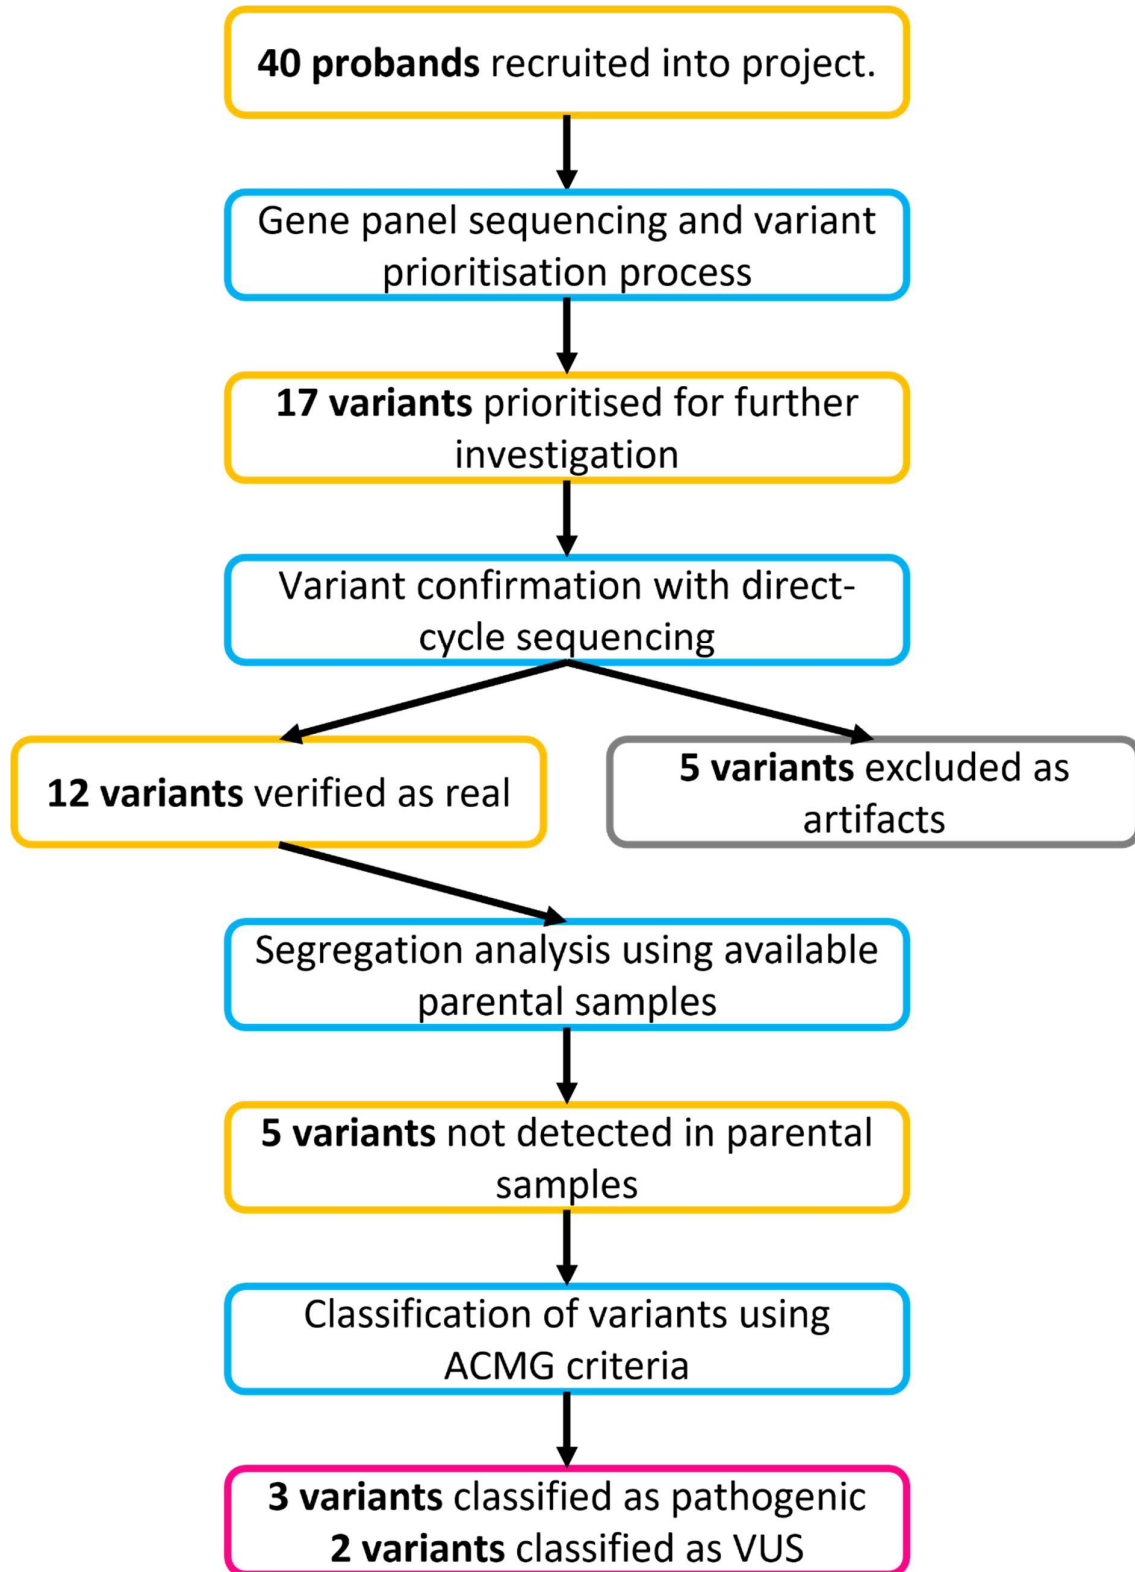 40 probands recruited into project.
Gene panel sequencing and variant
prioritisation process
17 variants prioritised for further
investigation
Variant confirmation with direct-
cycle sequencing
12 variants verified as real
5 variants excluded as
artifacts
Segregation analysis using available
parental samples
5 variants not detected in parental
samples
Classification of variants using
ACMG criteria
3 variants classified as pathogenic
2 variants classified as VUS